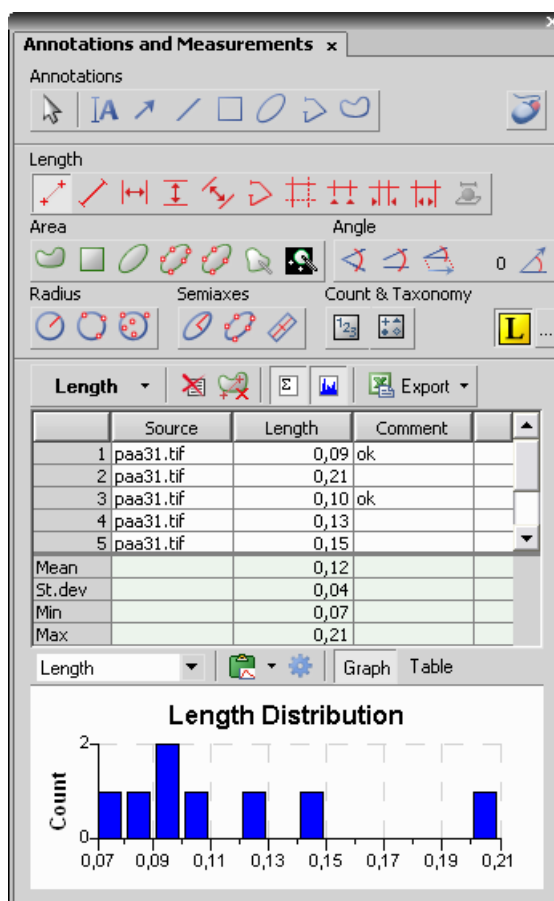 Annotations and Measurements x
Annotations
A
Length
Area Angle
0
Radius Semiaxes Count & Taxonomy
123 L ...
Length Σ Export
Source Length Comment
1 paa31.tif 0,09 ok
2 paa31.tif 0,21
3 paa31.tif 0,10 ok
4 paa31.tif 0,13
5 paa31.tif 0,15
Mean 0,12
St.dev 0,04
Min 0,07
Max 0,21
Length Graph Table
Length Distribution
2
Count
0
0,07 0,09 0,11 0,13 0,15 0,17 0,19 0,21